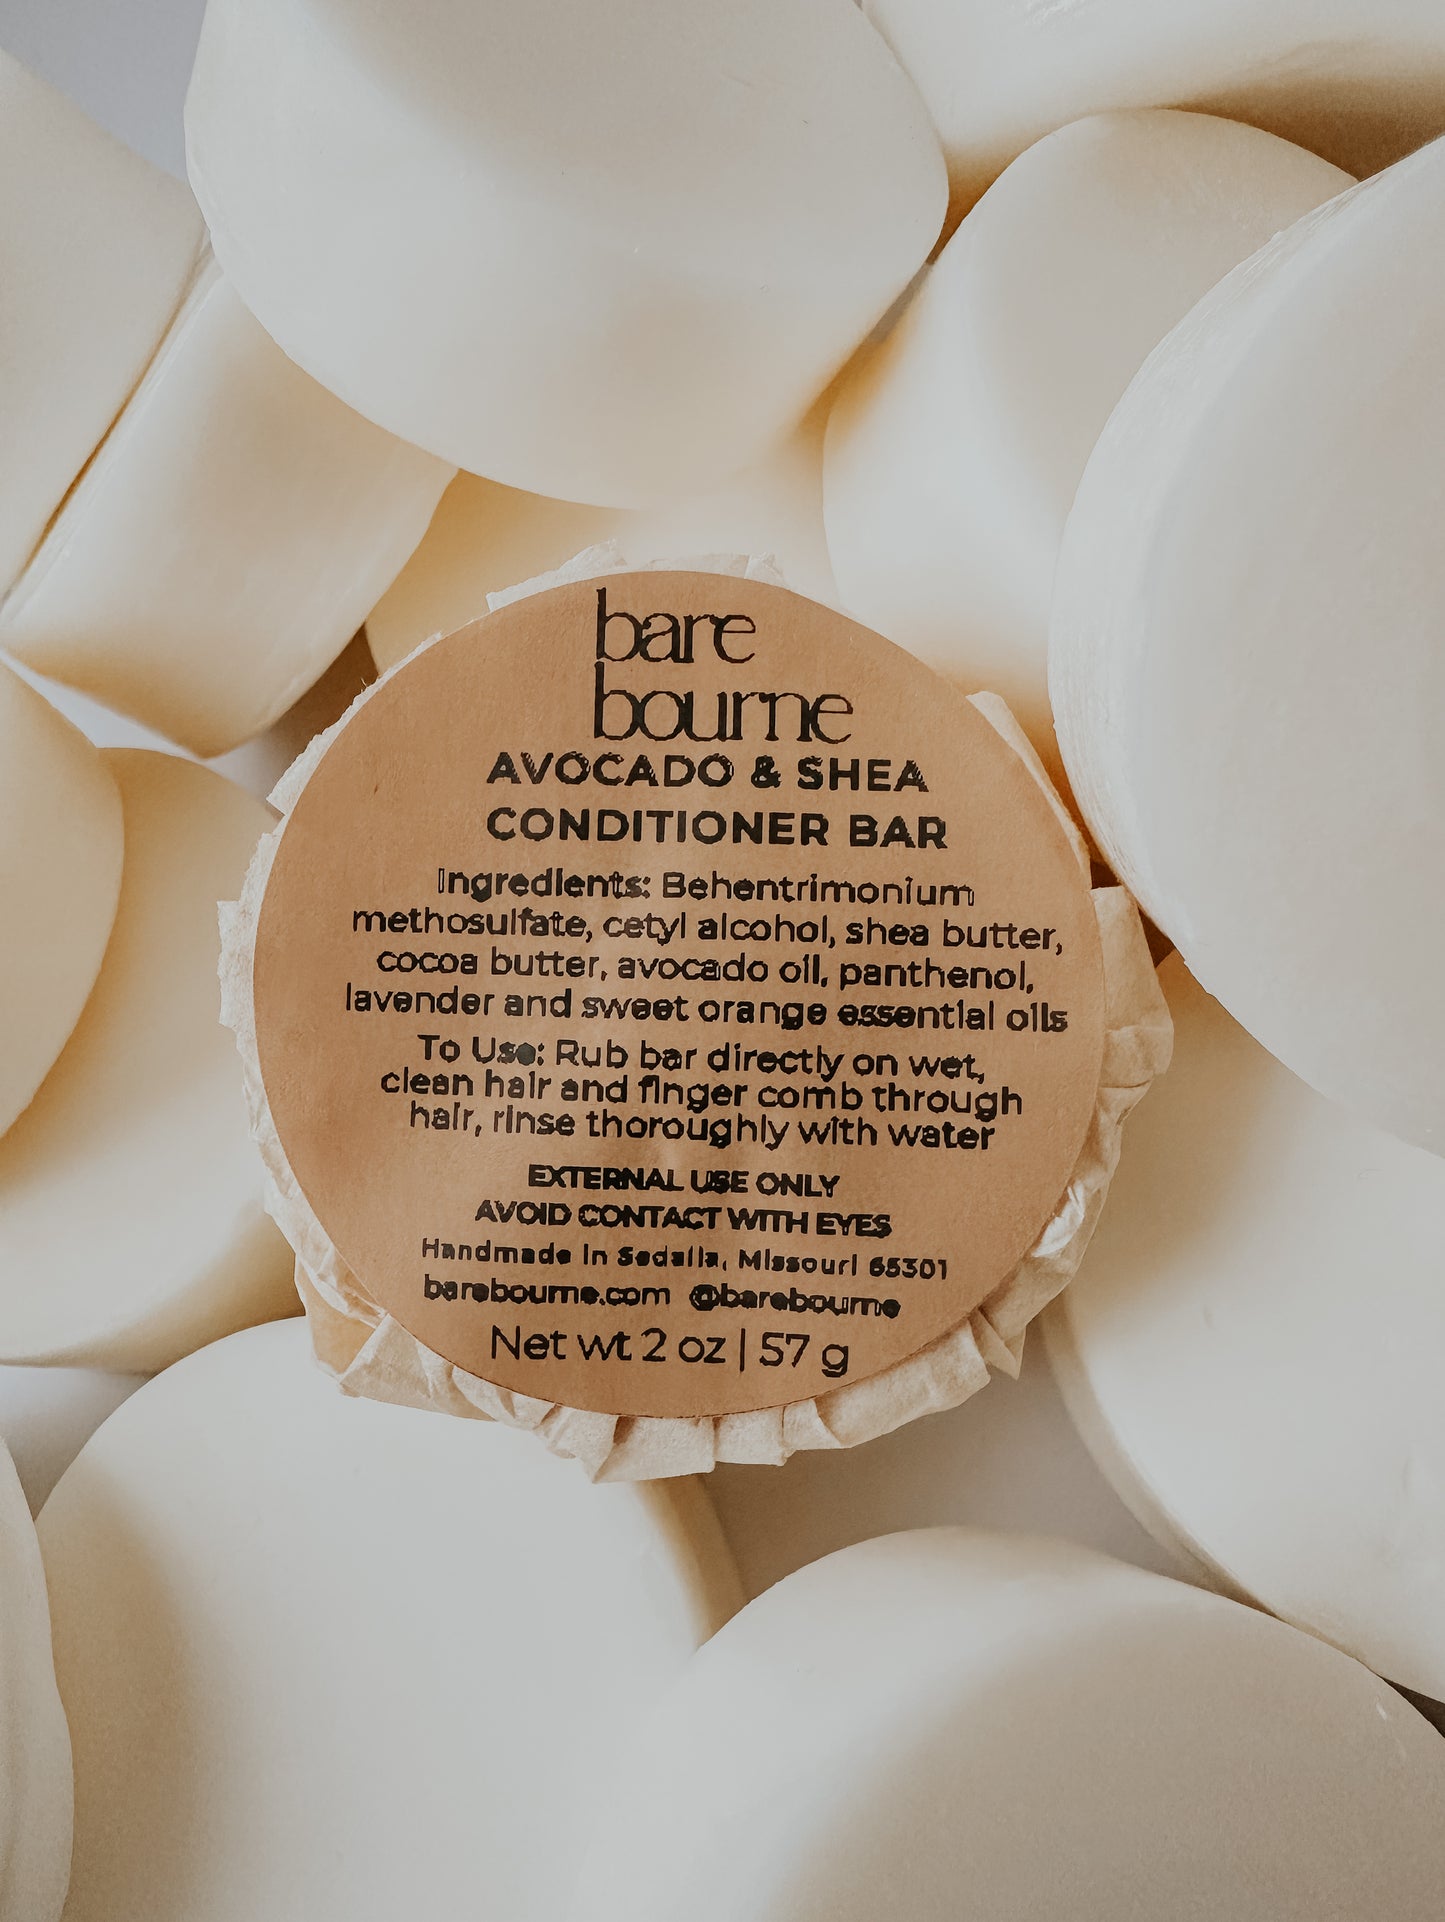 bare
bourne
AVOCADO & SHEA
CONDITIONER BAR
Ingredients: Behentrimonium
methosulfate, cetyl alcohol, shea butter,
cocoa butter, avocado oil, panthenol,
lavender and sweet orange essential oils
To Use: Rub bar directly on wet,
clean hair and finger comb through
hair, rinse thoroughly with water
EXTERNAL USE ONLY
AVOID CONTACT WITH EYES
Handmade in Sedalia, Missouri 65301
barebourne.com @barebourne
Net wt 2 oz | 57 g